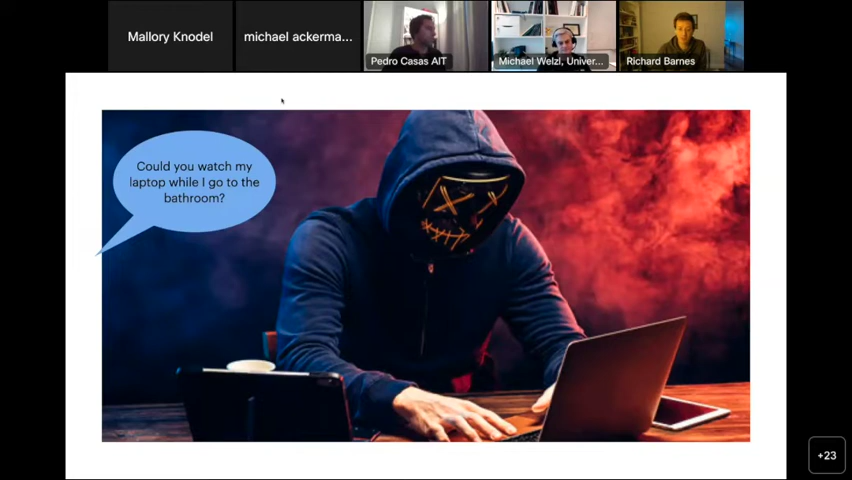 Mallory Knodel
michael ackerma...
Pedro Casas AIT
Michael Welzl, Univer...
Richard Barnes
Could you watch my
laptop while I go to the
bathroom?
+23